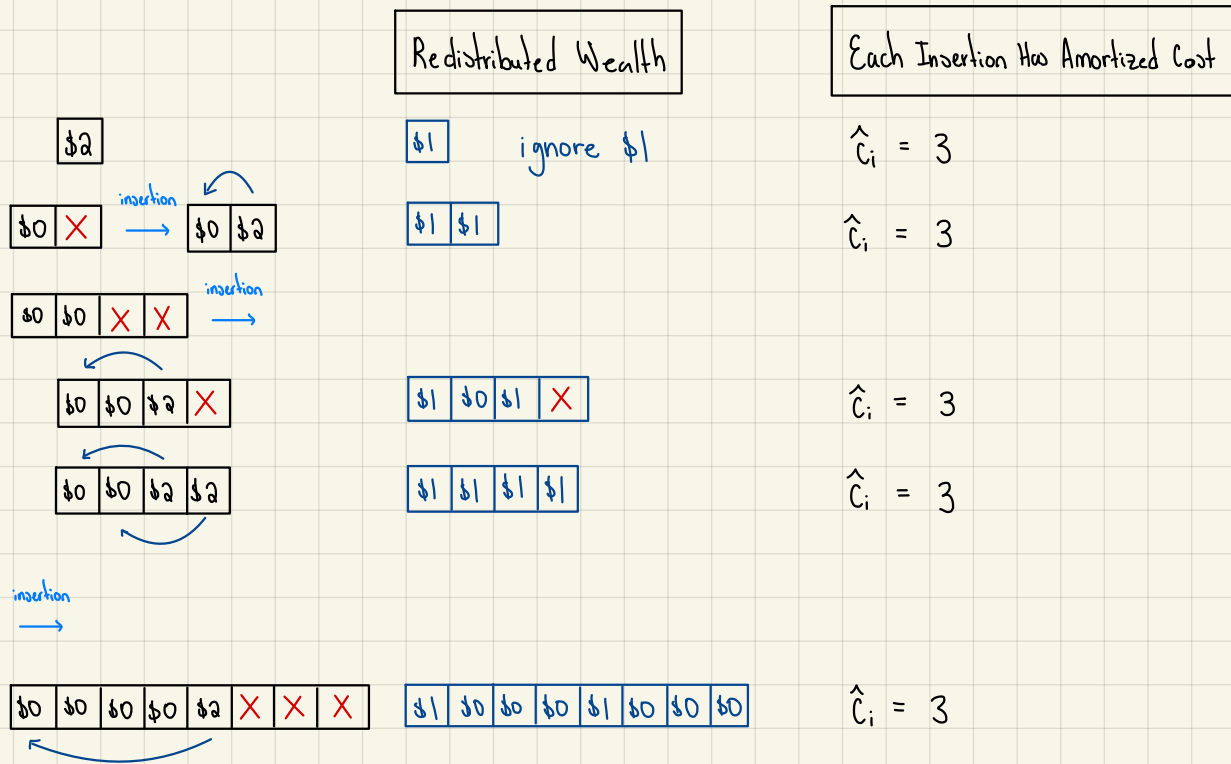 Redistributed Wealth
Each Insertion Has Amortized Cost
$2
$1
ignore $1
ĉi = 3
$0 X
insertion
$0 $2
$1 $1
ĉi = 3
$0 $0 X X
insertion
$0 $0 $2 X
$1 $0 $1 X
ĉi = 3
$0 $0 $2 $2
$1 $1 $1 $1
ĉi = 3
insertion
$0 $0 $0 $0 $2 X X X
$1 $0 $0 $0 $1 $0 $0 $0
ĉi = 3